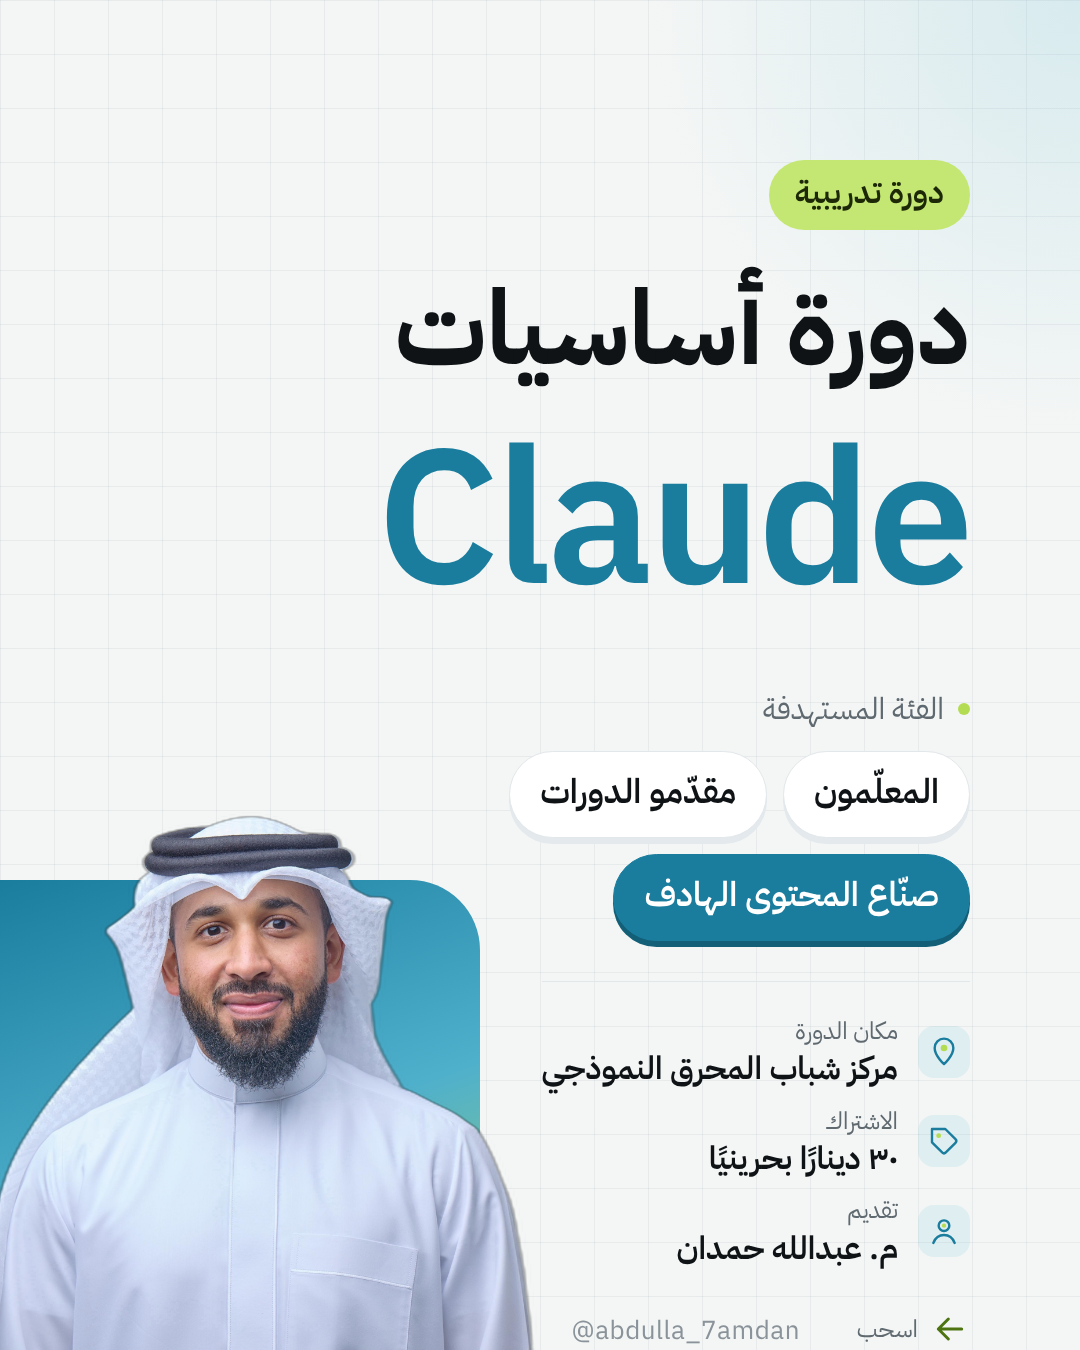 دورة تدريبية
دورة أساسيات
Claude
الفئة المستهدفة
المعلّمون
مقدّمو الدورات
صنّاع المحتوى الهادف
مكان الدورة
مركز شباب المحرق النموذجي
الاشتراك
٣٠ دينارًا بحرينيًا
تقديم
م. عبدالله حمدان
اسحب
@abdulla_7amdan